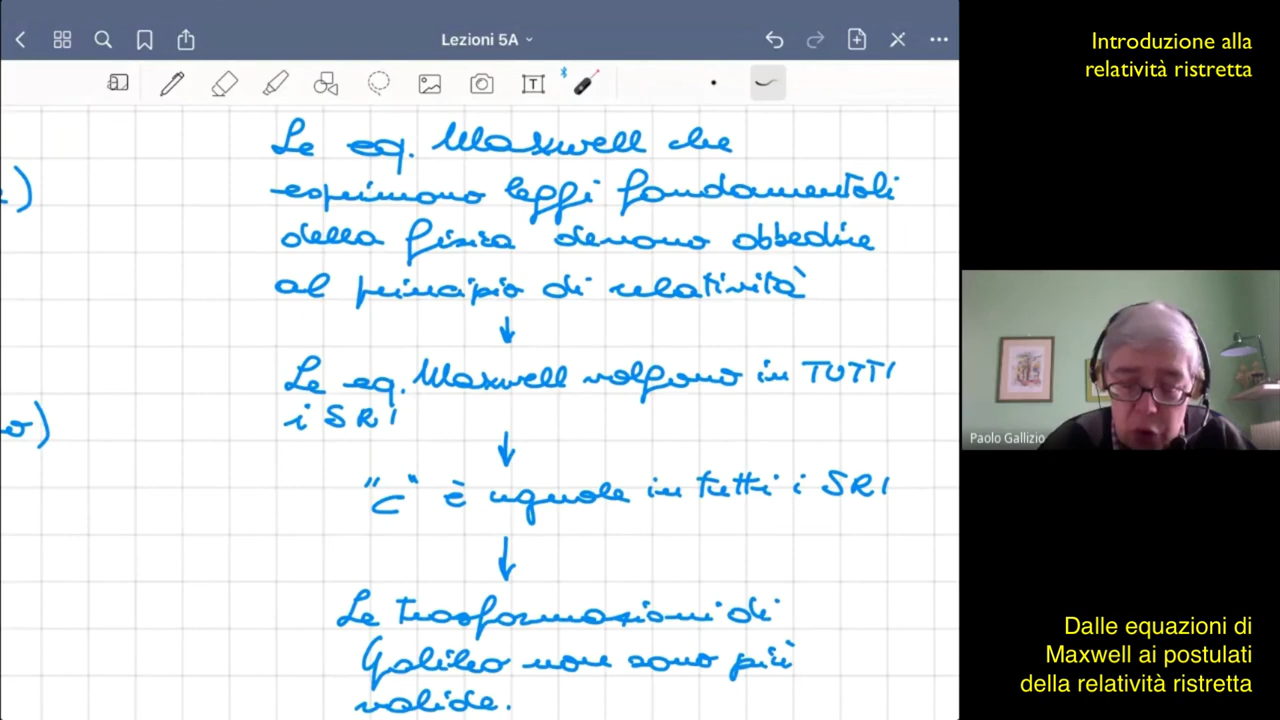 Lezioni 5A
Introduzione alla
relatività ristretta
Le eq. Maxwell che
esprimono leggi fondamentali
della fisica devono obbedire
al principio di relatività
Le eq. Maxwell valgono in TUTTI
i SRI
"c" è uguale in tutti i SRI
Le trasformazioni di
Galileo non sono più
valide.
Paolo Gallizio
Dalle equazioni di
Maxwell ai postulati
della relatività ristretta